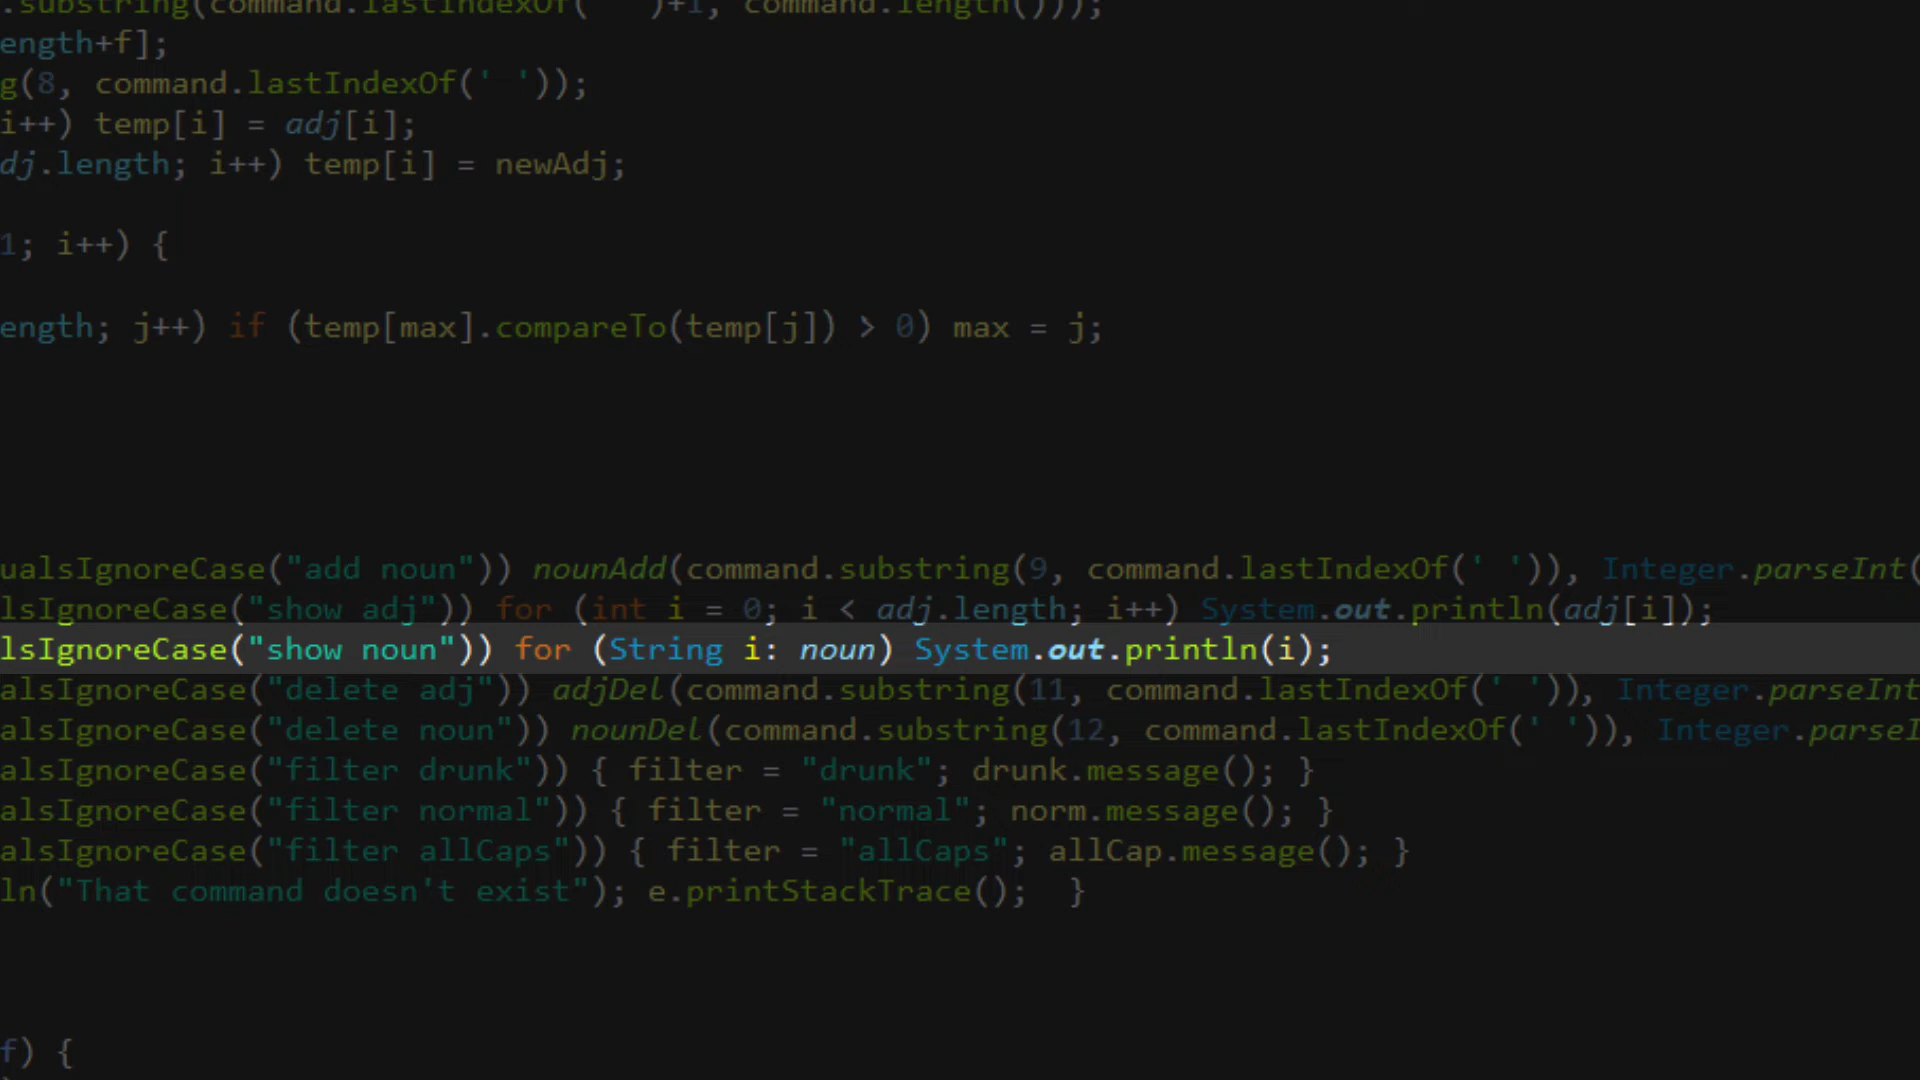 .substring(command.lastIndexOf(' ')+1, command.length()));
ength+f];
g(8, command.lastIndexOf(' '));
i++) temp[i] = adj[i];
dj.length; i++) temp[i] = newAdj;
1; i++) {
ength; j++) if (temp[max].compareTo(temp[j]) > 0) max = j;
ualsIgnoreCase("add noun")) nounAdd(command.substring(9, command.lastIndexOf(' ')), Integer.parseInt(
lsIgnoreCase("show adj")) for (int i = 0; i < adj.length; i++) System.out.println(adj[i]);
lsIgnoreCase("show noun")) for (String i: noun) System.out.println(i);
alsIgnoreCase("delete adj")) adjDel(command.substring(11, command.lastIndexOf(' ')), Integer.parseInt
alsIgnoreCase("delete noun")) nounDel(command.substring(12, command.lastIndexOf(' ')), Integer.parseI
alsIgnoreCase("filter drunk")) { filter = "drunk"; drunk.message(); }
alsIgnoreCase("filter normal")) { filter = "normal"; norm.message(); }
alsIgnoreCase("filter allCaps")) { filter = "allCaps"; allCap.message(); }
ln("That command doesn't exist"); e.printStackTrace();  }
f) {